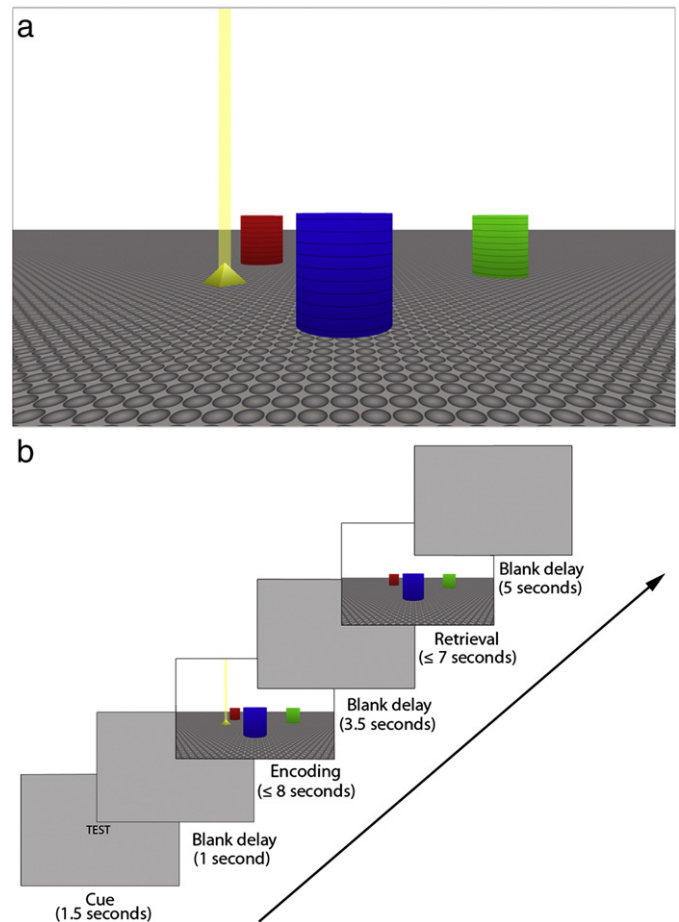 a
b
Blank delay
(5 seconds)
Retrieval
(≤ 7 seconds)
Blank delay
(3.5 seconds)
Encoding
(≤ 8 seconds)
TEST
Blank delay
(1 second)
Cue
(1.5 seconds)